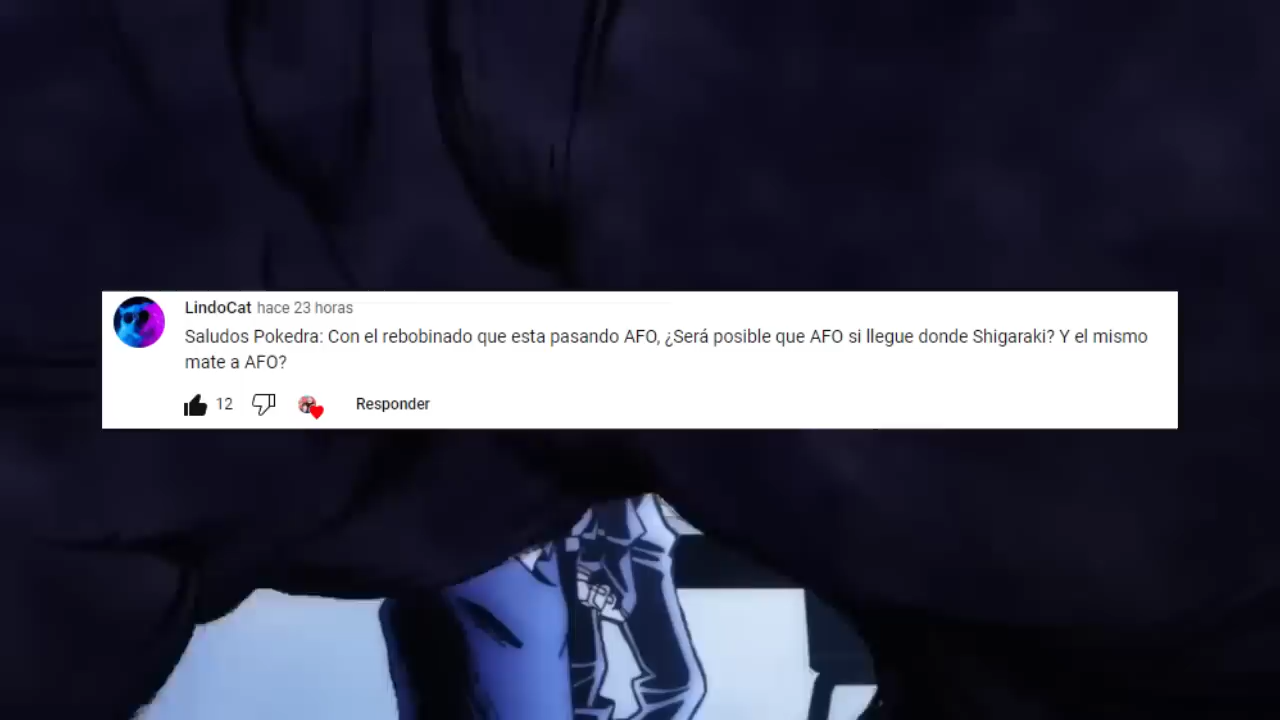 LindoCat hace 23 horas
Saludos Pokedra: Con el rebobinado que esta pasando AFO, ¿Será posible que AFO si llegue donde Shigaraki? Y el mismo
mate a AFO?
12 Responder